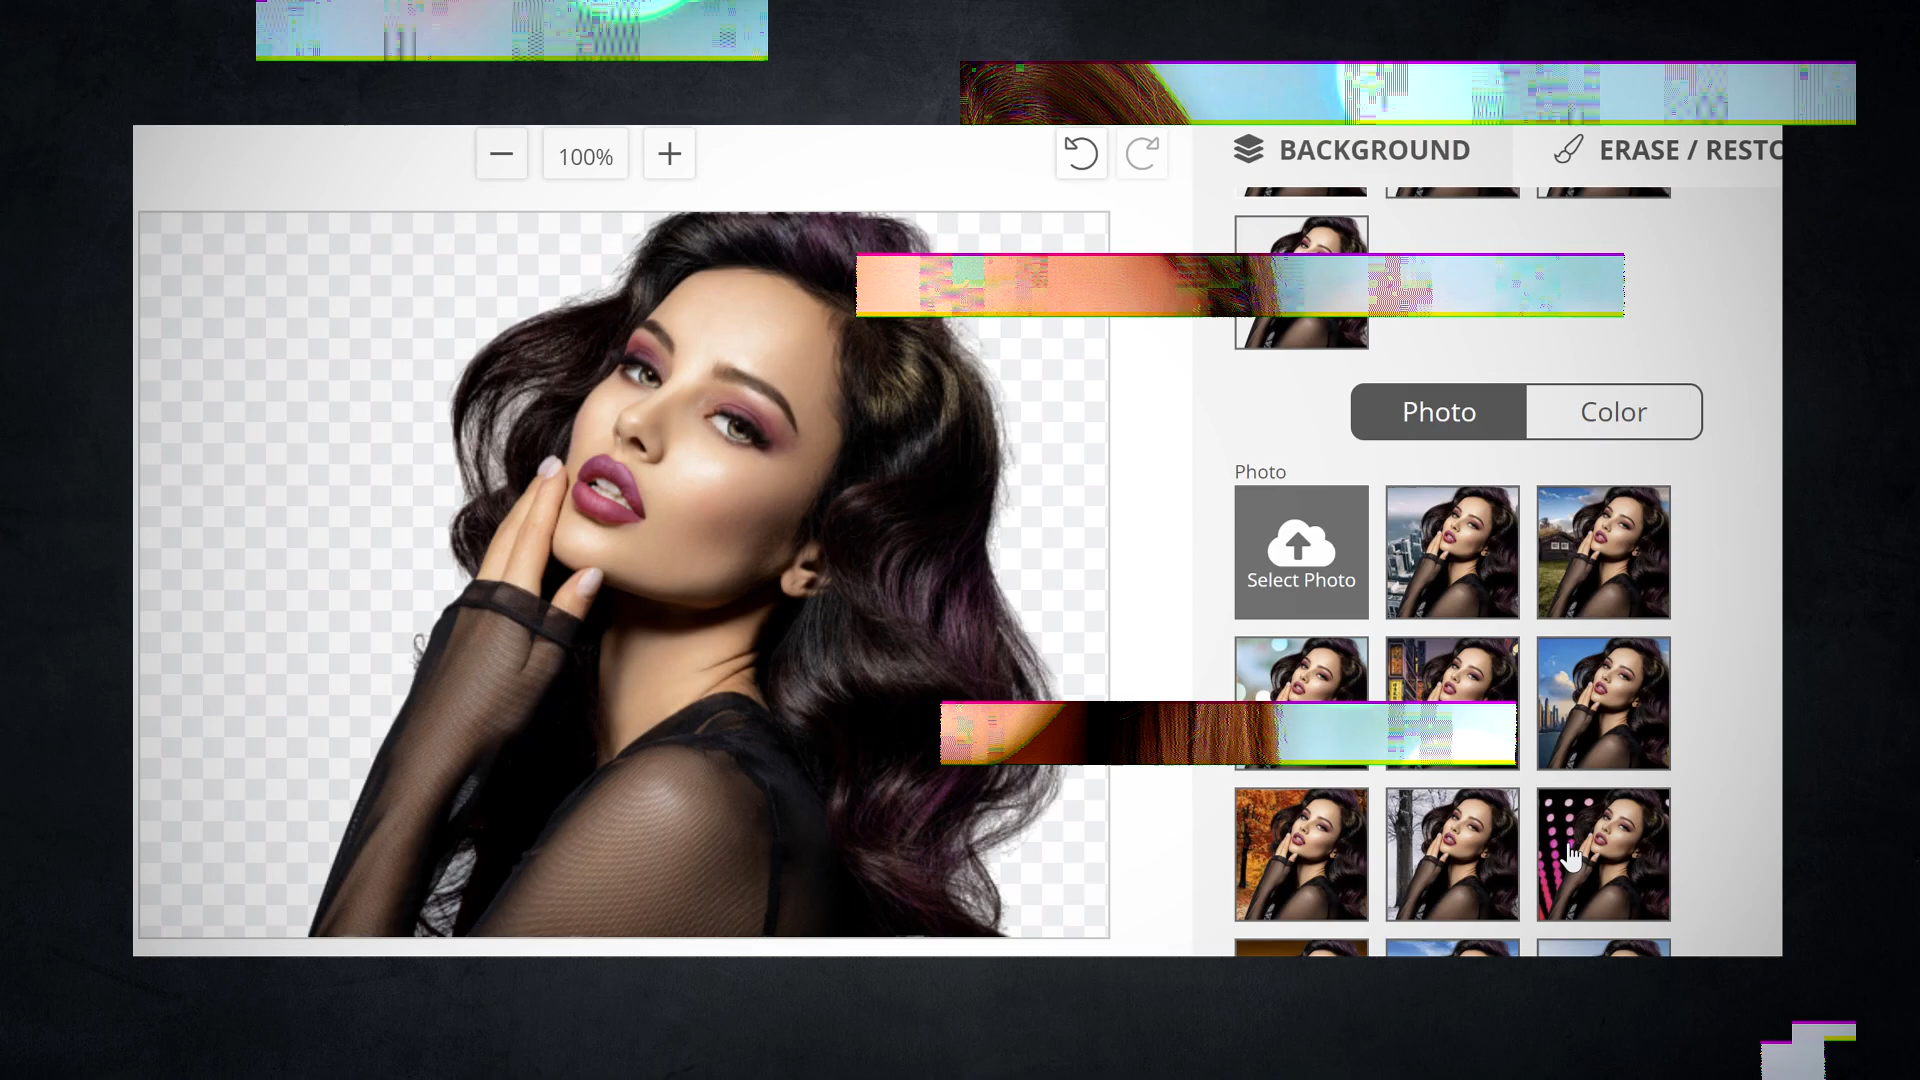 100%
BACKGROUND
ERASE / RESTO
Photo
Color
Photo
Select Photo